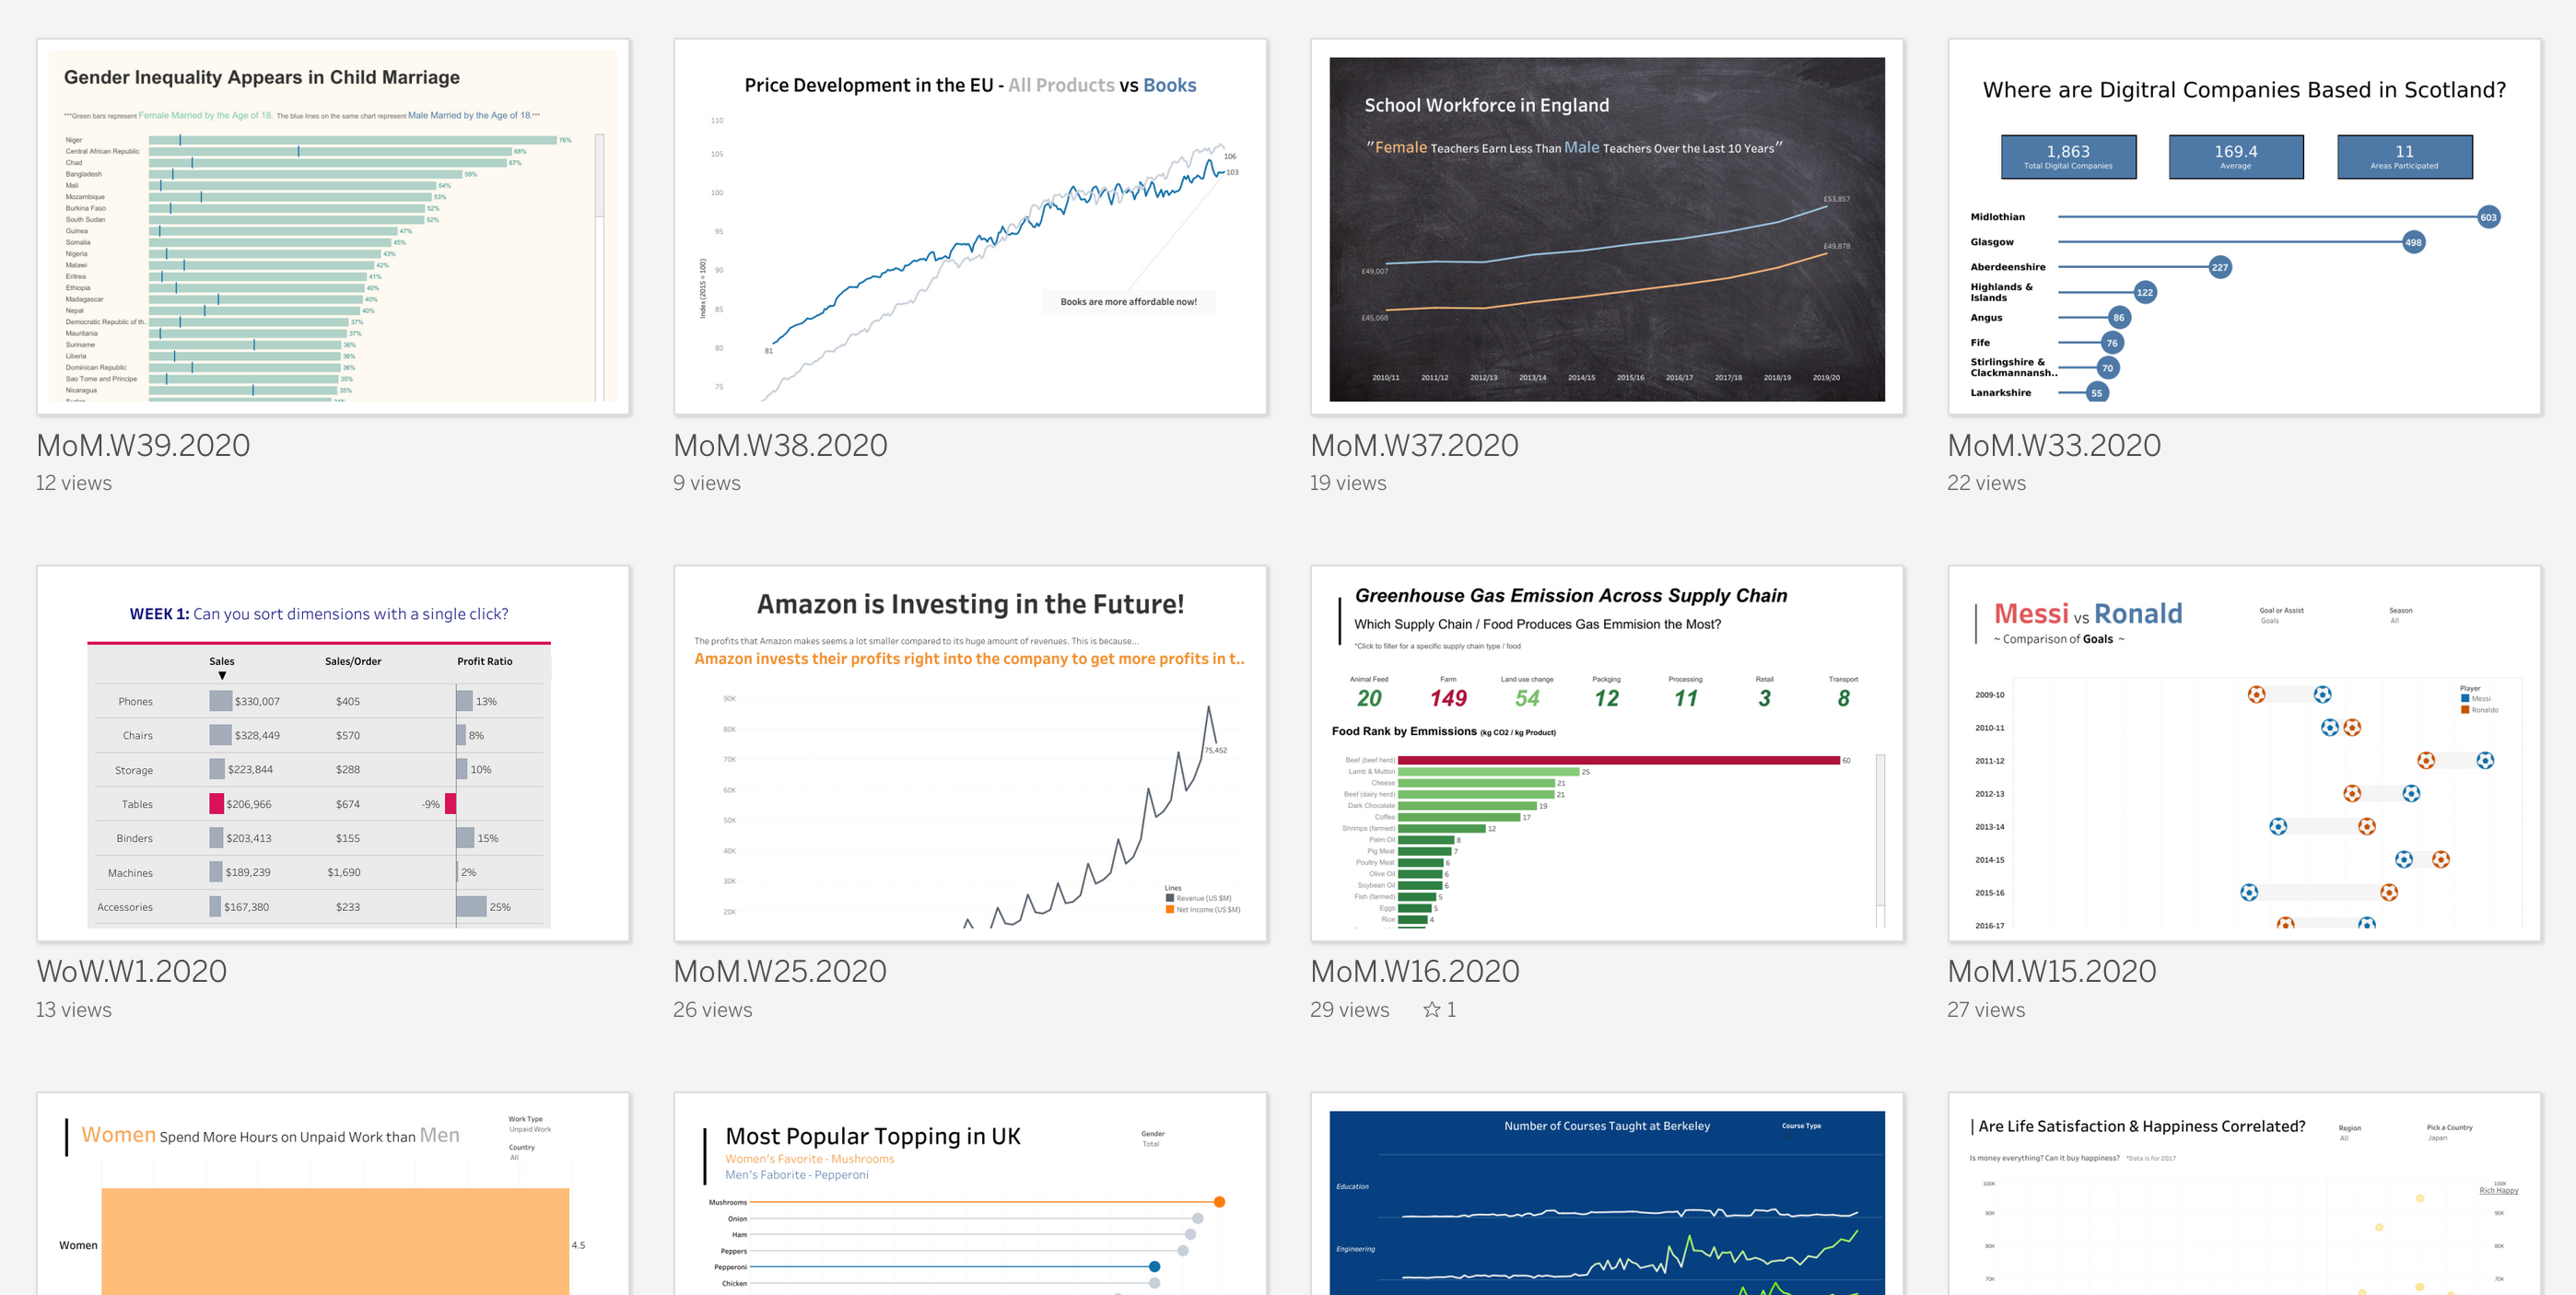 Gender Inequality Appears in Child Marriage
***Green bars represent Female Married by the Age of 18. The blue lines on the same chart represent Male Married by the Age of 18.***
Niger 76%
Central African Republic 68%
Chad 67%
Bangladesh 59%
Mali 54%
Mozambique 53%
Burkina Faso 52%
South Sudan 52%
Guinea 47%
Somalia 45%
Nigeria 43%
Malawi 42%
Eritrea 41%
Ethiopia 40%
Madagascar 40%
Nepal 40%
Democratic Republic of th.. 37%
Mauritania 37%
Suriname 36%
Liberia 36%
Dominican Republic 36%
Sao Tome and Principe 35%
Nicaragua 35%
MoM.W39.2020
12 views
Price Development in the EU - All Products vs Books
Index (2015 = 100)
110
105
100
95
90
85
80
75
106
103
81
Books are more affordable now!
MoM.W38.2020
9 views
School Workforce in England
"Female Teachers Earn Less Than Male Teachers Over the Last 10 Years"
£53,857
£49,878
£49,007
£45,068
2010/11 2011/12 2012/13 2013/14 2014/15 2015/16 2016/17 2017/18 2018/19 2019/20
MoM.W37.2020
19 views
Where are Digitral Companies Based in Scotland?
1,863 169.4 11
Total Digital Companies Average Areas Participated
Midlothian 603
Glasgow 498
Aberdeenshire 227
Highlands &
Islands 122
Angus 86
Fife 76
Stirlingshire &
Clackmannansh.. 70
Lanarkshire 55
MoM.W33.2020
22 views
WEEK 1: Can you sort dimensions with a single click?
Sales Sales/Order Profit Ratio
▼
Phones $330,007 $405 13%
Chairs $328,449 $570 8%
Storage $223,844 $288 10%
Tables $206,966 $674 -9%
Binders $203,413 $155 15%
Machines $189,239 $1,690 2%
Accessories $167,380 $233 25%
WoW.W1.2020
13 views
Amazon is Investing in the Future!
The profits that Amazon makes seems a lot smaller compared to its huge amount of revenues. This is because...
Amazon invests their profits right into the company to get more profits in t..
90K
80K
70K
60K
50K
40K
30K
20K
75,452
Lines
Revenue (US $M)
Net Income (US $M)
MoM.W25.2020
26 views
Greenhouse Gas Emission Across Supply Chain
Which Supply Chain / Food Produces Gas Emmision the Most?
*Click to filter for a specific supply chain type / food
Animal Feed Farm Land use change Packging Processing Retail Transport
20 149 54 12 11 3 8
Food Rank by Emmissions (kg CO2 / kg Product)
Beef (beef herd) 60
Lamb & Mutton 25
Cheese 21
Beef (dairy herd) 21
Dark Chocolate 19
Coffee 17
Shrimps (farmed) 12
Palm Oil 8
Pig Meat 7
Poultry Meat 6
Olive Oil 6
Soybean Oil 6
Fish (farmed) 5
Eggs 5
Rice 4
MoM.W16.2020
29 views ☆ 1
Messi vs Ronald
~ Comparison of Goals ~
Goal or Assist
Goals
Season
All
Player
Messi
Ronaldo
2009-10
2010-11
2011-12
2012-13
2013-14
2014-15
2015-16
2016-17
MoM.W15.2020
27 views
Women Spend More Hours on Unpaid Work than Men
Work Type
Unpaid Work
Country
All
Women 4.5
Most Popular Topping in UK
Women's Favorite - Mushrooms
Men's Faborite - Pepperoni
Gender
Total
Mushrooms
Onion
Ham
Peppers
Pepperoni
Chicken
Number of Courses Taught at Berkeley
Course Type
Education
Engineering
| Are Life Satisfaction & Happiness Correlated?
Is money everything? Can it buy happiness? *Data is for 2017
Region
All
Pick a Country
Japan
100K 100K
Rich Happy
90K 90K
80K 80K
70K 70K